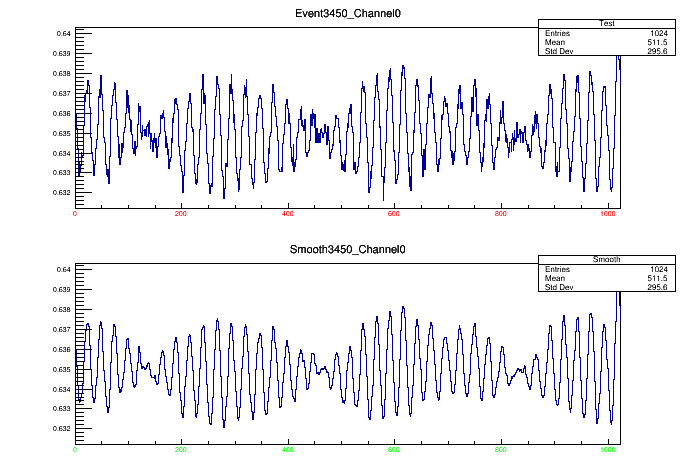 Event3450_Channel0
Test
Entries 1024
Mean 511.5
Std Dev 295.6
0.64
0.639
0.638
0.637
0.636
0.635
0.634
0.633
0.632
0 200 400 600 800 1000
Smooth3450_Channel0
Smooth
Entries 1024
Mean 511.5
Std Dev 295.6
0.64
0.639
0.638
0.637
0.636
0.635
0.634
0.633
0.632
0 200 400 600 800 1000